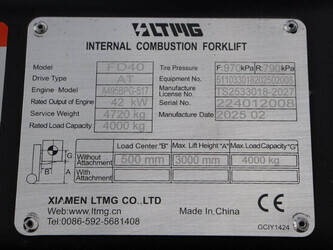 LTMG
INTERNAL COMBUSTION FORKLIFT
Model FD40 Tire Pressure F:970kPa R:790kPa
Drive Type AT Equipment No. 511033018202502006
Engine Model A495BPG-517 Manufacture License No. TS2533018-2027
Rated Output of Engine 42 kW Serial No. 224012008
Service Weight 4720 kg Manufacture Date 2025 02
Rated Load Capacity 4000 kg
Load Center "B" Max. Lift Height "A" Max. Load Capacity "G"
Without Attachment 500 mm 3000 mm 4000 kg
With Attachment
G
A
B
XIAMEN LTMG CO.,LTD
Web:www.ltmg.cn Made in China
Tel:0086-592-5681408
GCIY1424